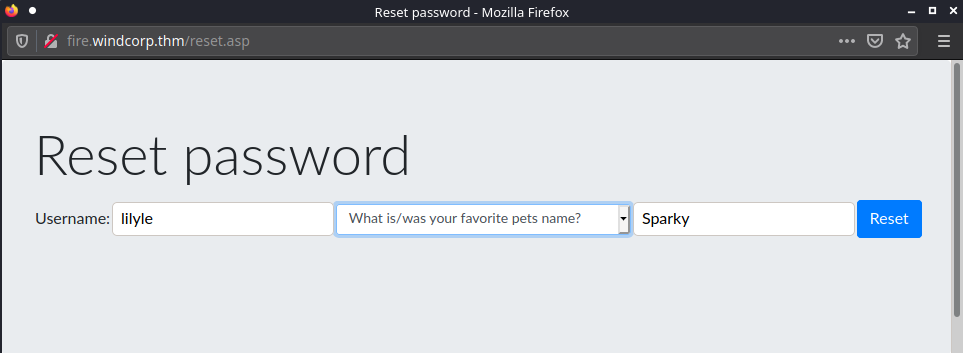 Reset password - Mozilla Firefox
fire.windcorp.thm/reset.asp
Reset password
Username: lilyle What is/was your favorite pets name? Sparky Reset